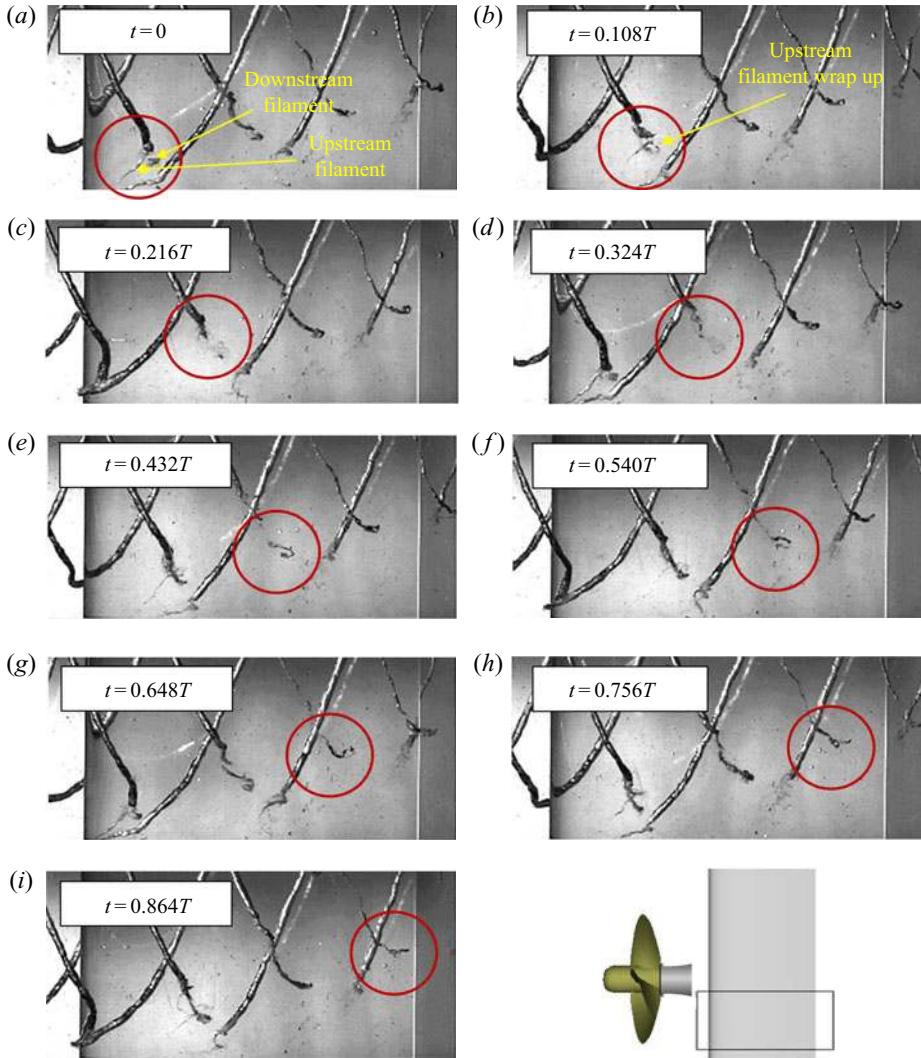 (a)
t = 0
Downstream
filament
Upstream
filament
(b)
t = 0.108T
Upstream
filament wrap up
(c)
t = 0.216T
(d)
t = 0.324T
(e)
t = 0.432T
(f)
t = 0.540T
(g)
t = 0.648T
(h)
t = 0.756T
(i)
t = 0.864T